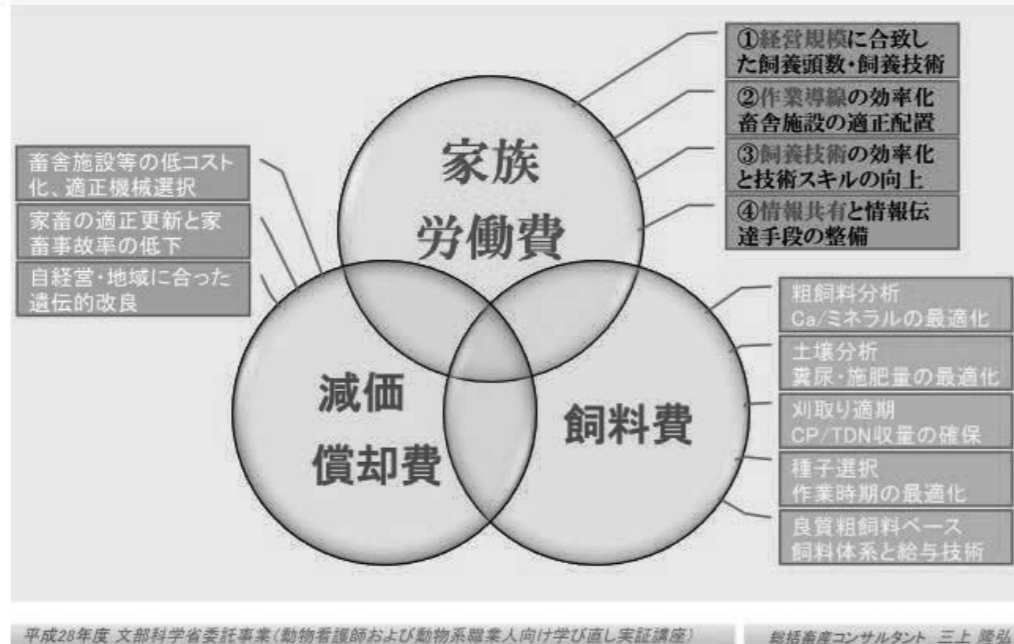 ①経営規模に合致し
た飼養頭数・飼養技術
②作業導線の効率化
畜舎施設の適正配置
③飼養技術の効率化
と技術スキルの向上
④情報共有と情報伝
達手段の整備
家族
労働費
畜舎施設等の低コスト
化、適正機械選択
家畜の適正更新と家
畜事故率の低下
自経営・地域に合った
遺伝的改良
減価
償却費
飼料費
粗飼料分析
Ca/ミネラルの最適化
土壌分析
糞尿・施肥量の最適化
刈取り適期
CP/TDN収量の確保
種子選択
作業時期の最適化
良質粗飼料ベース
飼料体系と給与技術
平成28年度 文部科学省委託事業(動物看護師および動物系職業人向け学び直し実証講座)
総括畜産コンサルタント 三上 隆弘